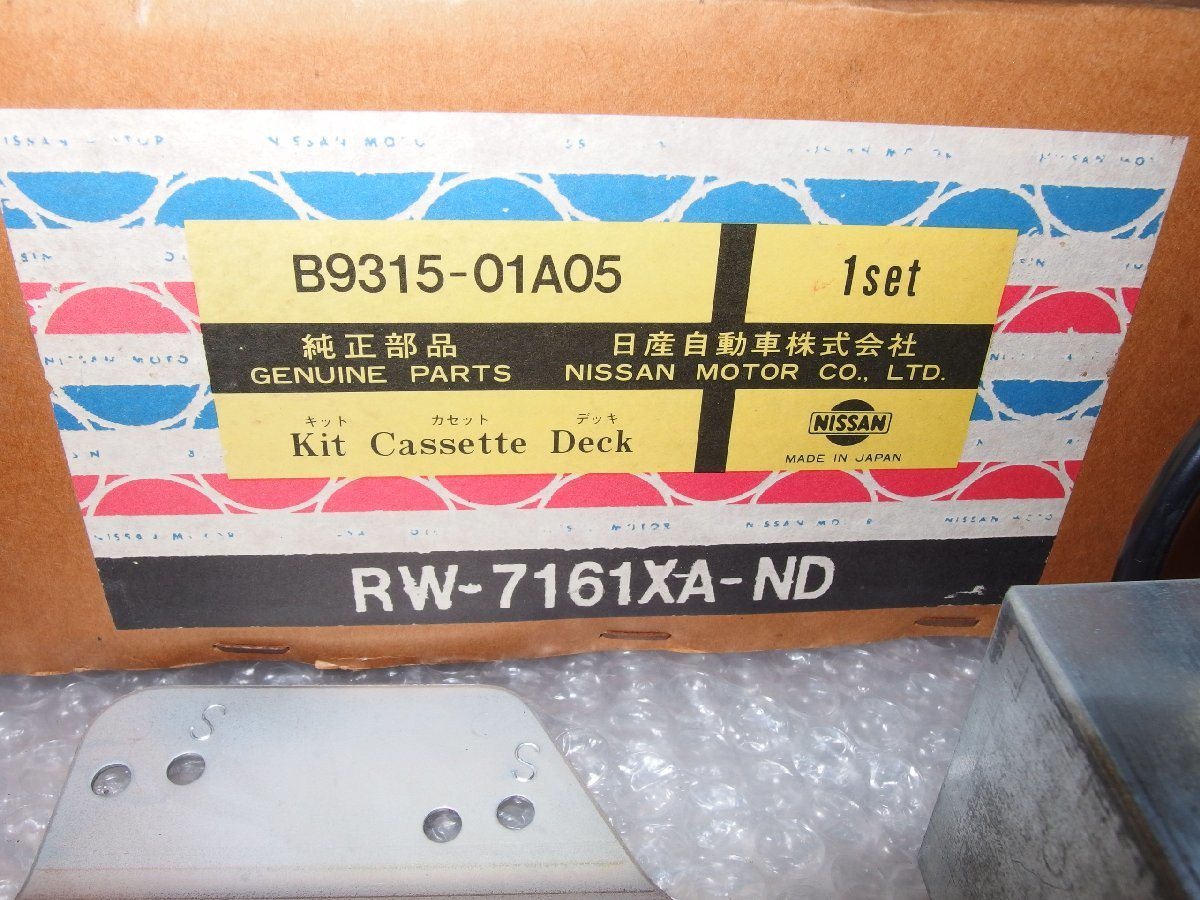 NISSAN MOTOR
B9315-01A05
1set
純正部品
日産自動車株式会社
GENUINE PARTS
NISSAN MOTOR CO., LTD.
キット カセット デッキ
Kit Cassette Deck
NISSAN
MADE IN JAPAN
RW-7161XA-ND
S
S